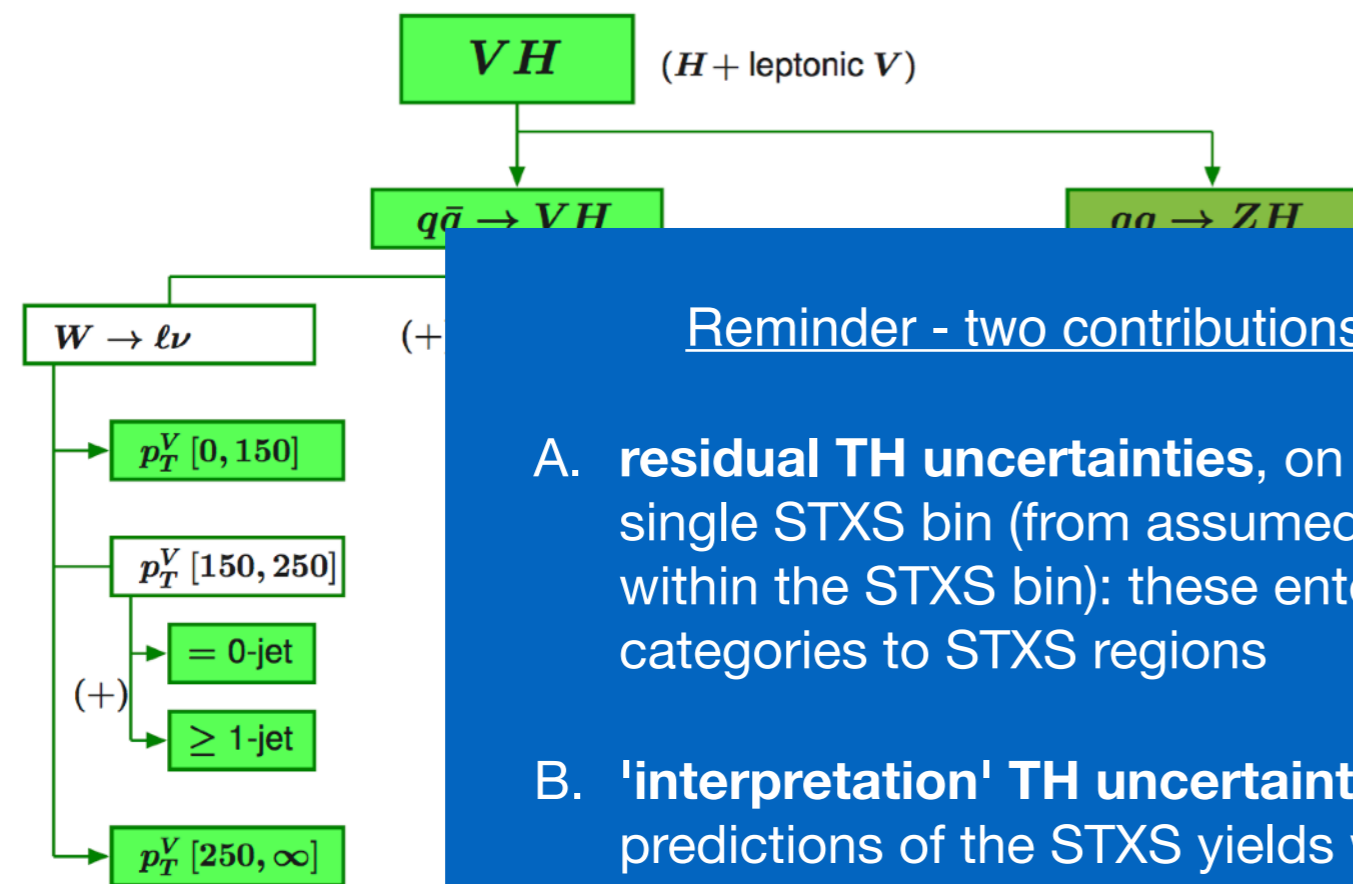 VH (H + leptonic V)
q\bar{q} → VH
→ ZH
W → ℓν
(+
p_T^V [0, 150]
p_T^V [150, 250]
= 0-jet
(+)
≥ 1-jet
p_T^V [250, ∞]
Reminder - two contributions
A. residual TH uncertainties, on
single STXS bin (from assumed
within the STXS bin): these ente
categories to STXS regions
B. 'interpretation' TH uncertaint
predictions of the STXS yields